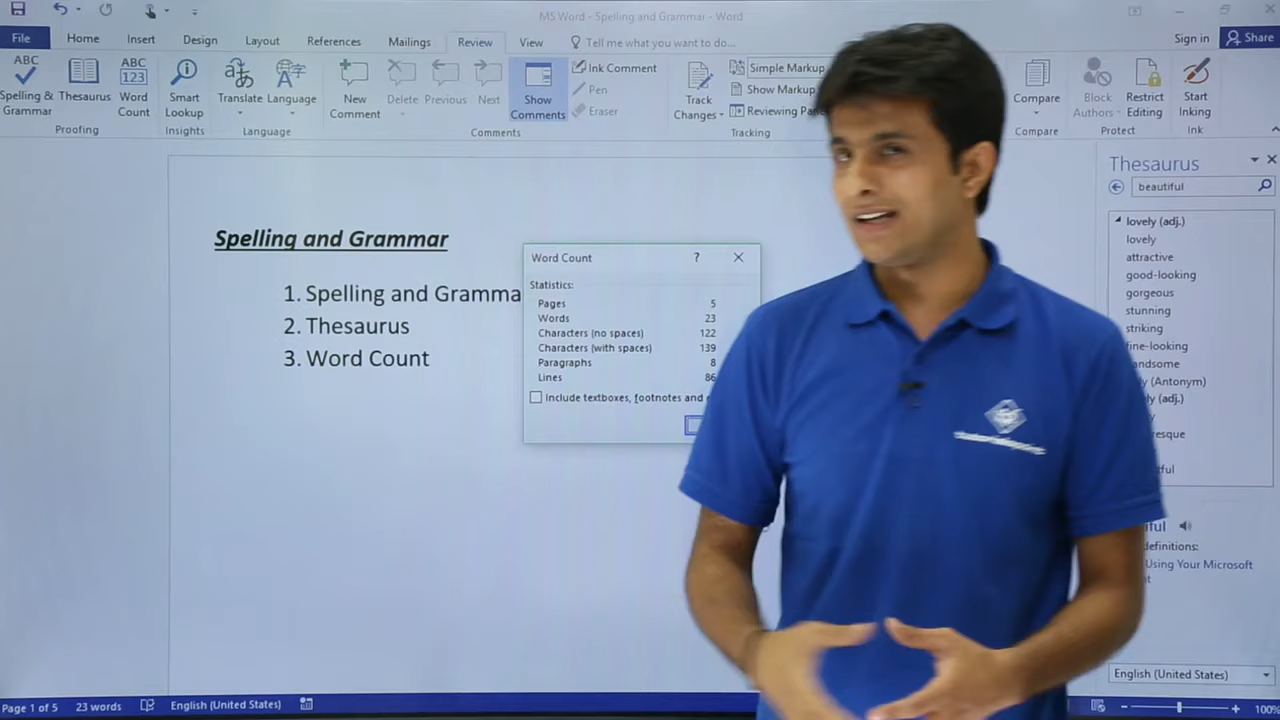 MS Word - Spelling and Grammar - Word
File Home Insert Design Layout References Mailings Review View Tell me what you want to do... Sign in Share
ABC Spelling & Grammar
Thesaurus
ABC 123 Word Count
Proofing
Smart Lookup
Insights
Translate
Language
Language
New Comment
Delete
Previous
Next
Show Comments
Ink Comment
Pen
Eraser
Comments
Track Changes
Simple Markup
Show Markup
Reviewing
Tracking
Compare
Compare
Block Authors
Restrict Editing
Protect
Start Inking
Ink
Spelling and Grammar
1. Spelling and Gramma
2. Thesaurus
3. Word Count
Word Count ?
Statistics:
Pages 5
Words 23
Characters (no spaces) 122
Characters (with spaces) 139
Paragraphs 8
Lines 86
Include textboxes, footnotes and
Thesaurus
beautiful
lovely (adj.)
lovely
attractive
good-looking
gorgeous
stunning
striking
fine-looking
andsome
(Antonym)
(adj.)
esque
definitions:
Using Your Microsoft
English (United States)
Page 1 of 5 23 words English (United States) 100%